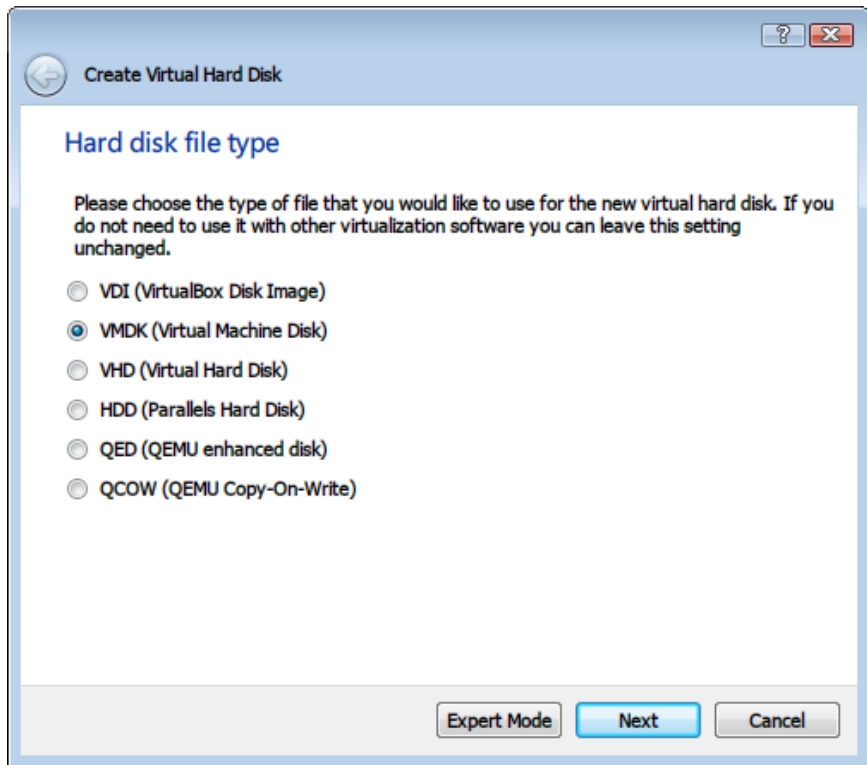 Create Virtual Hard Disk
Hard disk file type
Please choose the type of file that you would like to use for the new virtual hard disk. If you
do not need to use it with other virtualization software you can leave this setting
unchanged.
VDI (VirtualBox Disk Image)
VMDK (Virtual Machine Disk)
VHD (Virtual Hard Disk)
HDD (Parallels Hard Disk)
QED (QEMU enhanced disk)
QCOW (QEMU Copy-On-Write)
Expert Mode Next Cancel